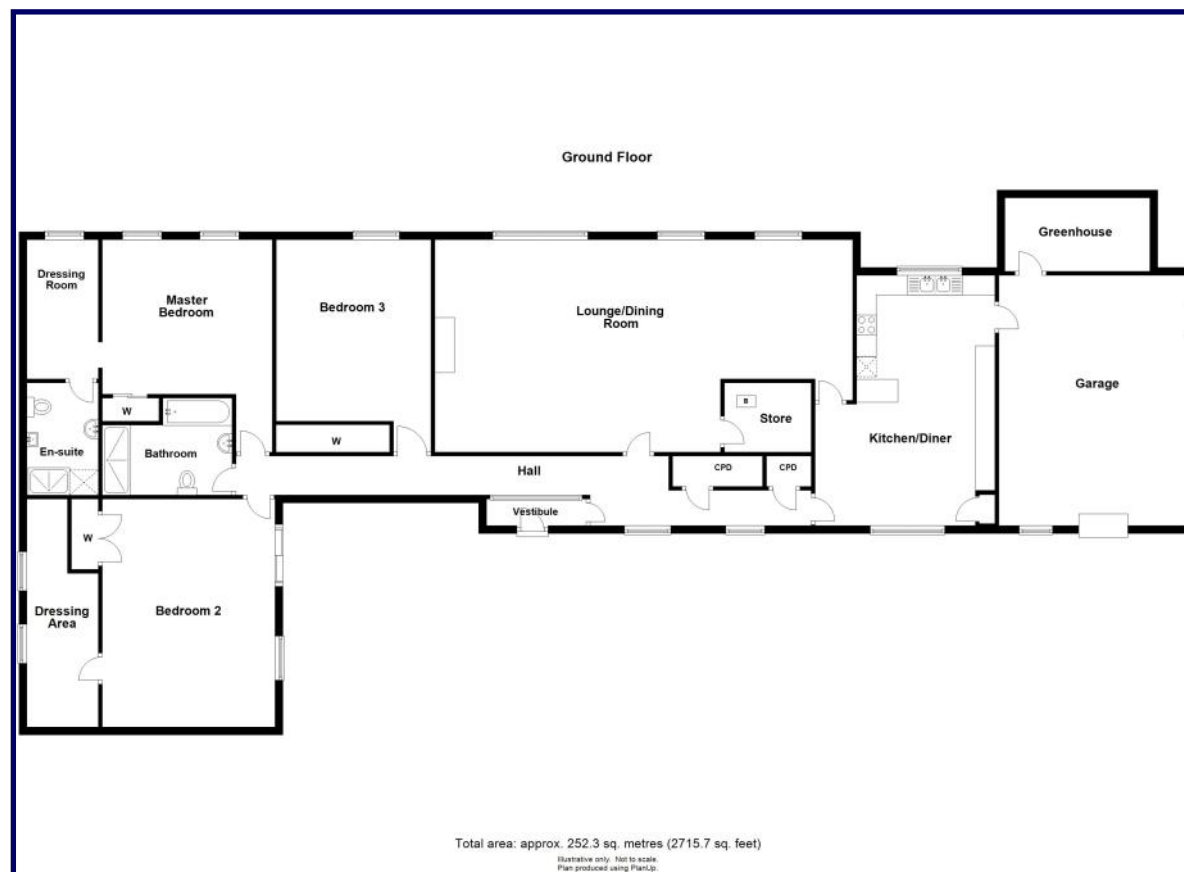 Ground Floor
Greenhouse
Dressing
Room
Master
Bedroom
Bedroom 3
Lounge/Dining
Room
Garage
W
B
Store
Kitchen/Diner
En-suite
Bathroom
W
Hall
CPD
CPD
Vestibule
W
Dressing
Area
Bedroom 2
Total area: approx. 252.3 sq. metres (2715.7 sq. feet)
Illustrative only. Not to scale.
Plan produced using PlanUp.